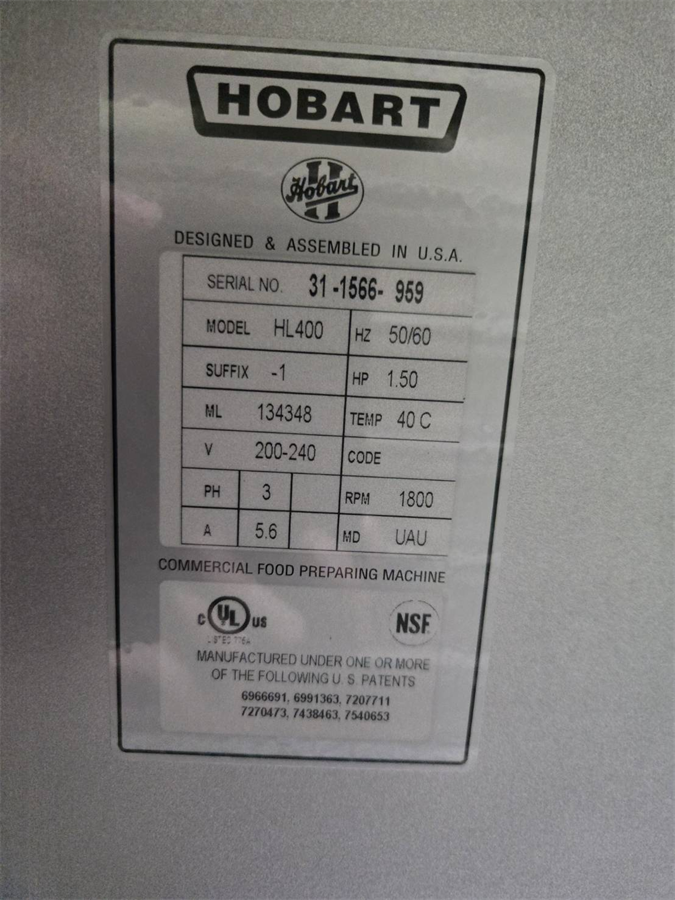 HOBART
Hobart
DESIGNED & ASSEMBLED IN U.S.A.
SERIAL NO. 31-1566- 959
MODEL HL400 HZ 50/60
SUFFIX -1 HP 1.50
ML 134348 TEMP 40 C
V 200-240 CODE
PH 3 RPM 1800
A 5.6 MD UAU
COMMERCIAL FOOD PREPARING MACHINE
C UL US NSF
LISTED
MANUFACTURED UNDER ONE OR MORE
OF THE FOLLOWING U.S. PATENTS
6966691, 6991363, 7207711
7270473, 7438463, 7540653